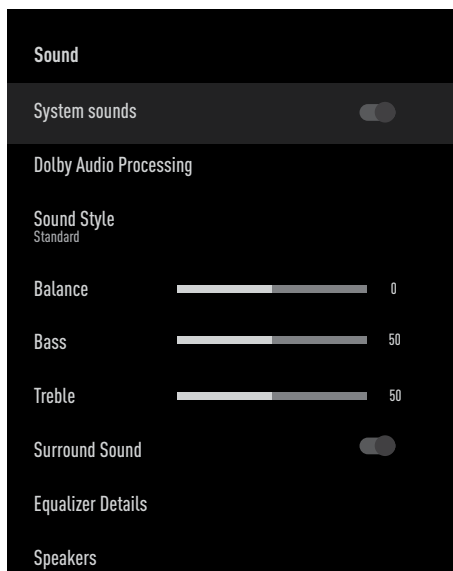 Sound
System sounds
Dolby Audio Processing
Sound Style
Standard
Balance 0
Bass 50
Treble 50
Surround Sound
Equalizer Details
Speakers